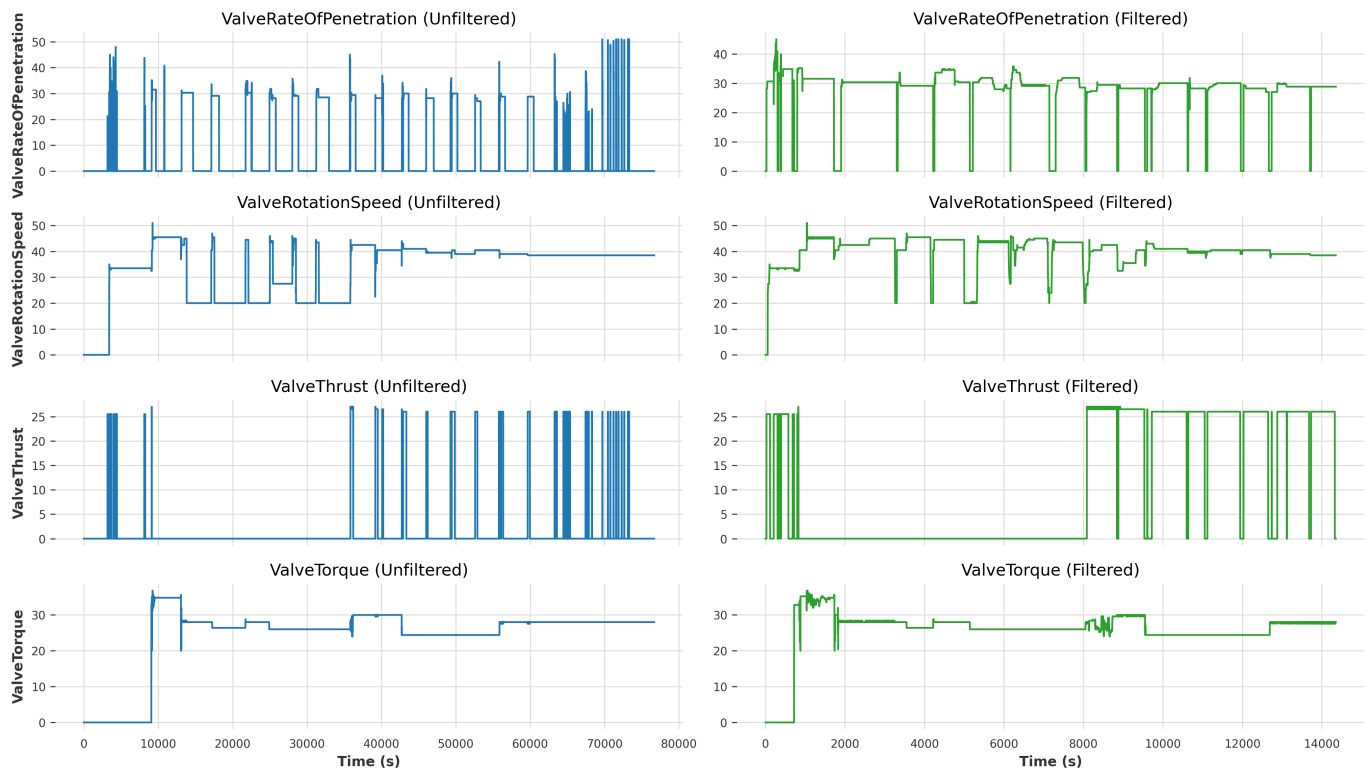 ValveRateOfPenetration (Unfiltered)
ValveRateOfPenetration
50
40
30
20
10
0
ValveRateOfPenetration (Filtered)
40
30
20
10
0
ValveRotationSpeed (Unfiltered)
ValveRotationSpeed
50
40
30
20
10
0
ValveRotationSpeed (Filtered)
50
40
30
20
10
0
ValveThrust (Unfiltered)
ValveThrust
25
20
15
10
5
0
ValveThrust (Filtered)
25
20
15
10
5
0
ValveTorque (Unfiltered)
ValveTorque
30
20
10
0
0 10000 20000 30000 40000 50000 60000 70000 80000
Time (s)
ValveTorque (Filtered)
30
20
10
0
0 2000 4000 6000 8000 10000 12000 14000
Time (s)